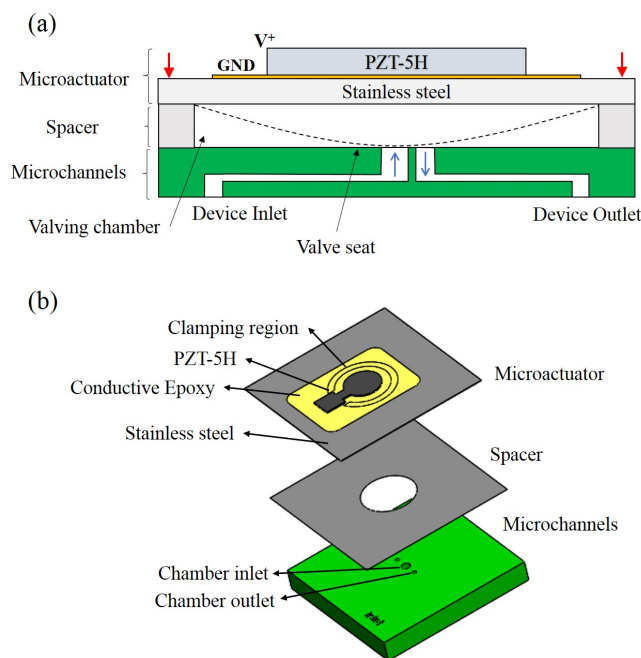 (a)
V⁺
GND
PZT-5H
Microactuator
Stainless steel
Spacer
Microchannels
Device Inlet
Device Outlet
Valving chamber
Valve seat
(b)
Clamping region
PZT-5H
Conductive Epoxy
Microactuator
Stainless steel
Spacer
Microchannels
Chamber inlet
Chamber outlet
inlet